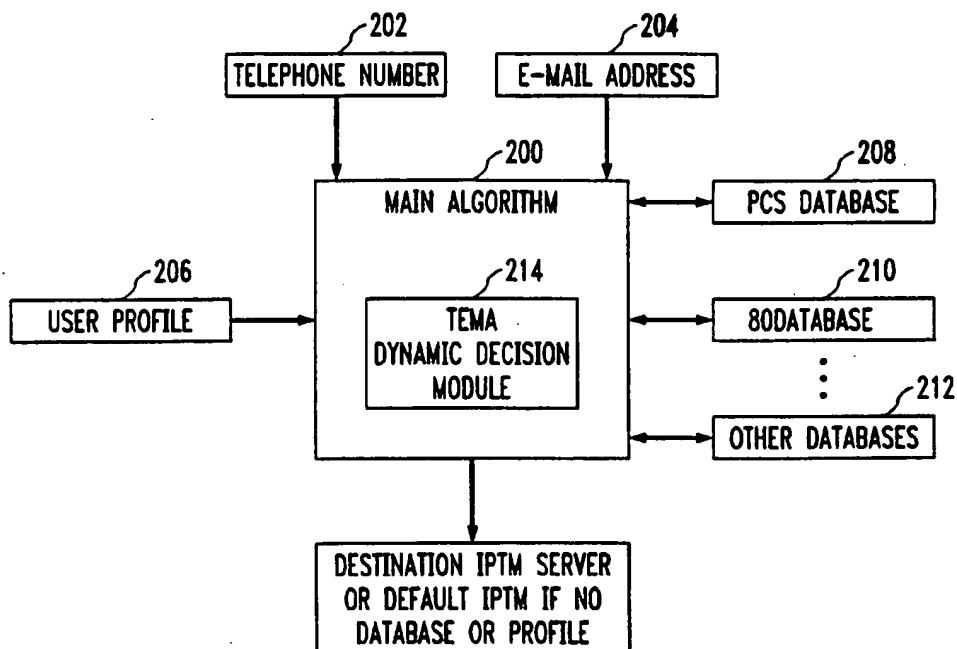 202
204
TELEPHONE NUMBER
E-MAIL ADDRESS
200
208
MAIN ALGORITHM
PCS DATABASE
206
214
210
USER PROFILE
TEMA
DYNAMIC DECISION
MODULE
80DATABASE
212
OTHER DATABASES
DESTINATION IPTM SERVER
OR DEFAULT IPTM IF NO
DATABASE OR PROFILE